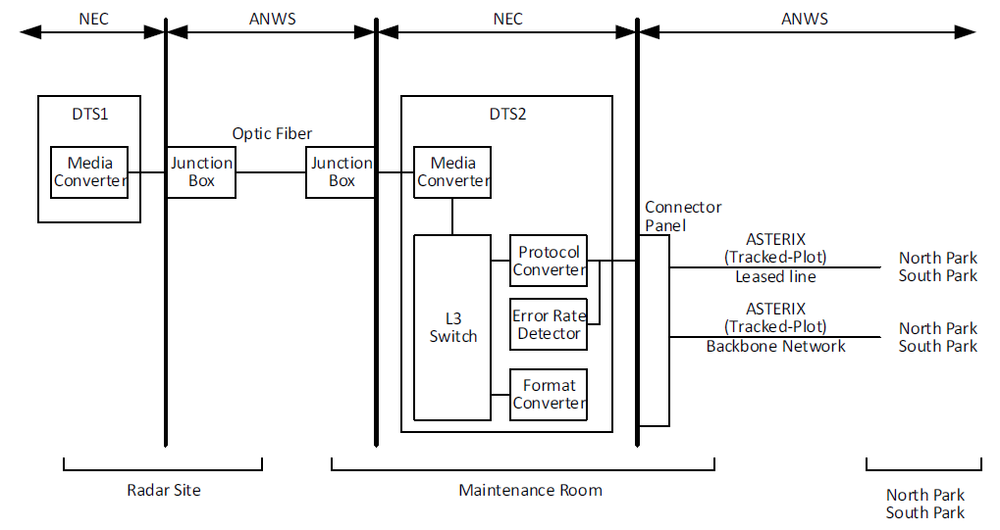 NEC
ANWS
NEC
ANWS
DTS1
DTS2
Optic Fiber
Media
Converter
Junction
Box
Junction
Box
Media
Converter
Connector
Panel
Protocol
Converter
Error Rate
Detector
L3
Switch
Format
Converter
ASTERIX
(Tracked-Plot)
Leased line
North Park
South Park
ASTERIX
(Tracked-Plot)
Backbone Network
North Park
South Park
Radar Site
Maintenance Room
North Park
South Park